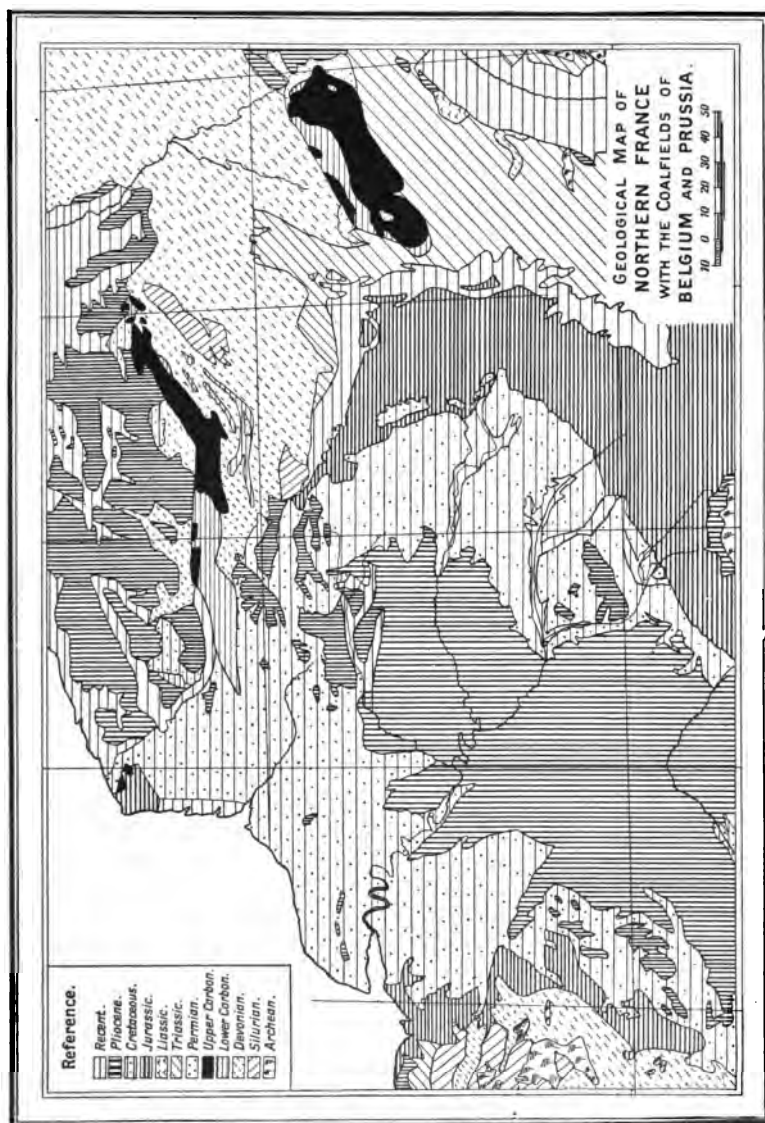 GEOLOGICAL MAP OF
NORTHERN FRANCE
WITH THE COALFIELDS OF
BELGIUM AND PRUSSIA.
10 0 10 20 30 40 50
Reference.
Recent.
Pliocene.
Cretaceous.
Jurassic.
Liassic.
Triassic.
Permian.
Upper Carbon.
Lower Carbon.
Devonian.
Silurian.
Archean.